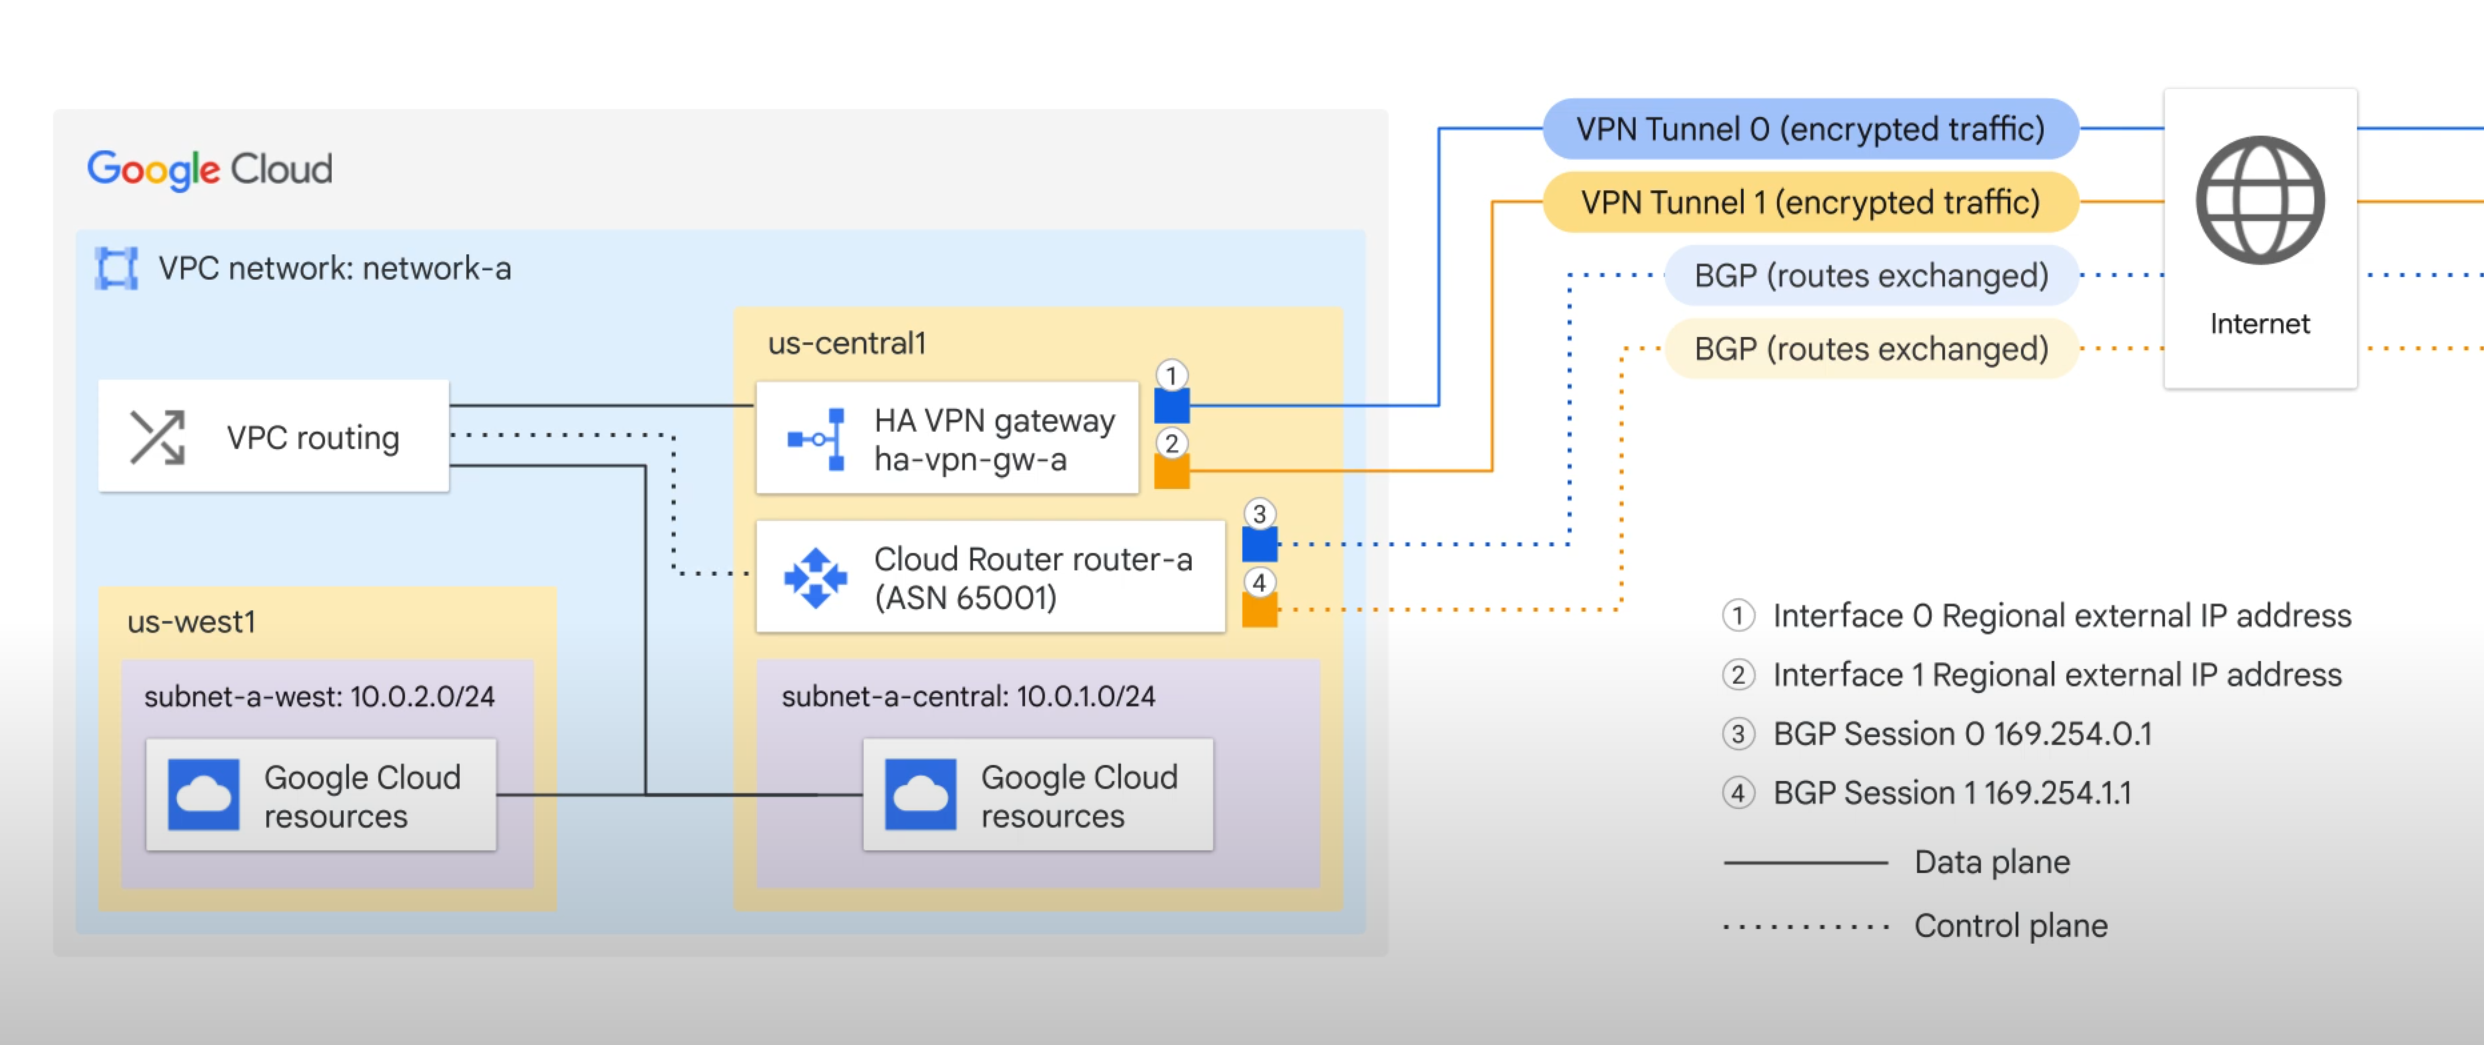 Google Cloud
VPC network: network-a
VPC routing
us-central1
HA VPN gateway
ha-vpn-gw-a
1
2
Cloud Router router-a
(ASN 65001)
3
4
us-west1
subnet-a-west: 10.0.2.0/24
Google Cloud
resources
subnet-a-central: 10.0.1.0/24
Google Cloud
resources
VPN Tunnel 0 (encrypted traffic)
VPN Tunnel 1 (encrypted traffic)
BGP (routes exchanged)
BGP (routes exchanged)
Internet
1 Interface 0 Regional external IP address
2 Interface 1 Regional external IP address
3 BGP Session 0 169.254.0.1
4 BGP Session 1 169.254.1.1
Data plane
Control plane